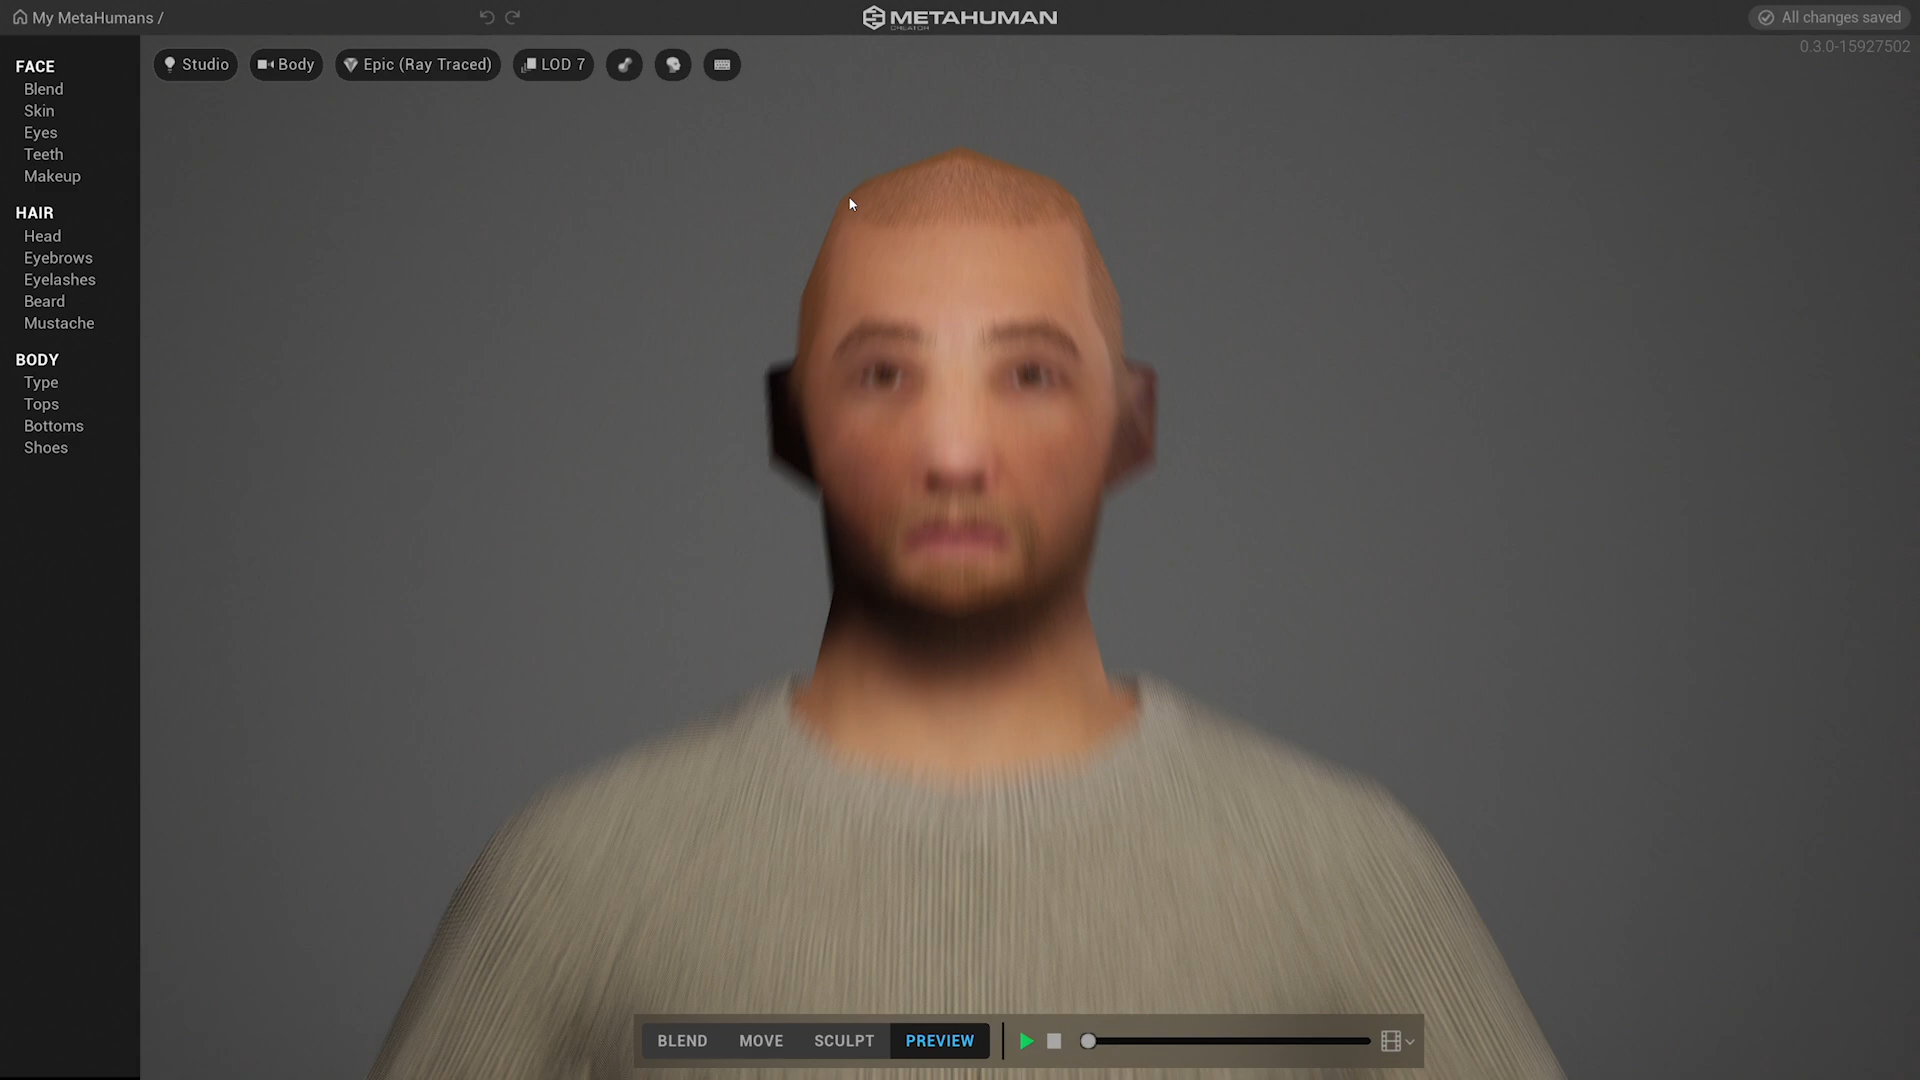 My MetaHumans /
METAHUMAN
CREATOR
All changes saved
0.3.0-15927502
Studio
Body
Epic (Ray Traced)
LOD 7
FACE
Blend
Skin
Eyes
Teeth
Makeup
HAIR
Head
Eyebrows
Eyelashes
Beard
Mustache
BODY
Type
Tops
Bottoms
Shoes
BLEND
MOVE
SCULPT
PREVIEW